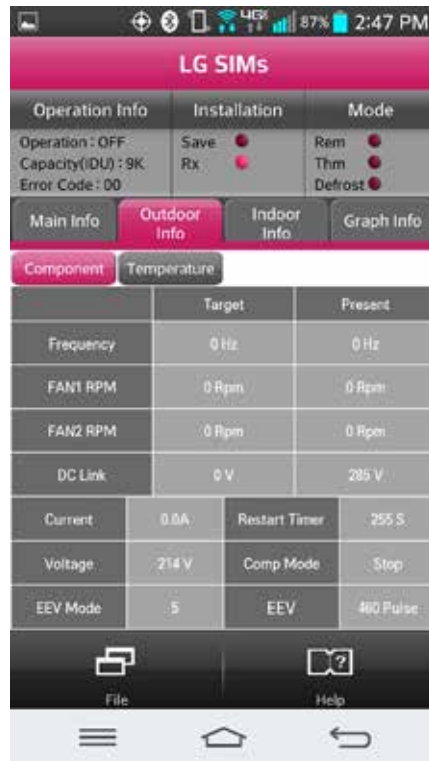 4G 87% 2:47 PM
LG SIMs
Operation Info Installation Mode
Operation : OFF Save Rem
Capacity(IDU) : 9K Rx Thm
Error Code : 00 Defrost
Main Info Outdoor Info Indoor Info Graph Info
Component Temperature
Target Present
Frequency 0 Hz 0 Hz
FAN1 RPM 0 Rpm 0 Rpm
FAN2 RPM 0 Rpm 0 Rpm
DC Link 0 V 285 V
Current 0.0A Restart Timer 255 S
Voltage 214 V Comp Mode Stop
EEV Mode 5 EEV 460 Pulse
File Help
?